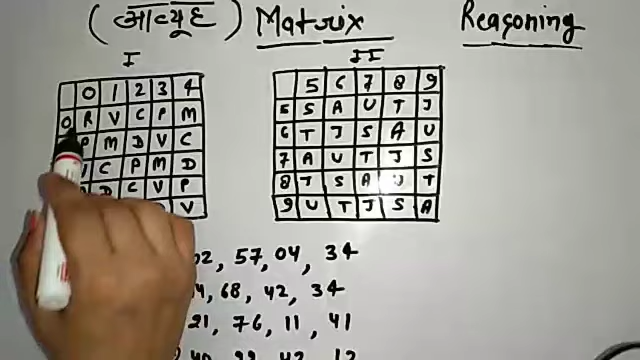 (आव्यूह) Matrix Reasoning
I II
0 1 2 3 4
0 R V C P M
P M D V C
C P M D
D C V P
V
5 6 7 8 9
5 S A U T J
6 T J S A U
7 A U T J S
8 T S A U T
9 U T J S A
02, 57, 04, 34
68, 42, 34
21, 76, 11, 41